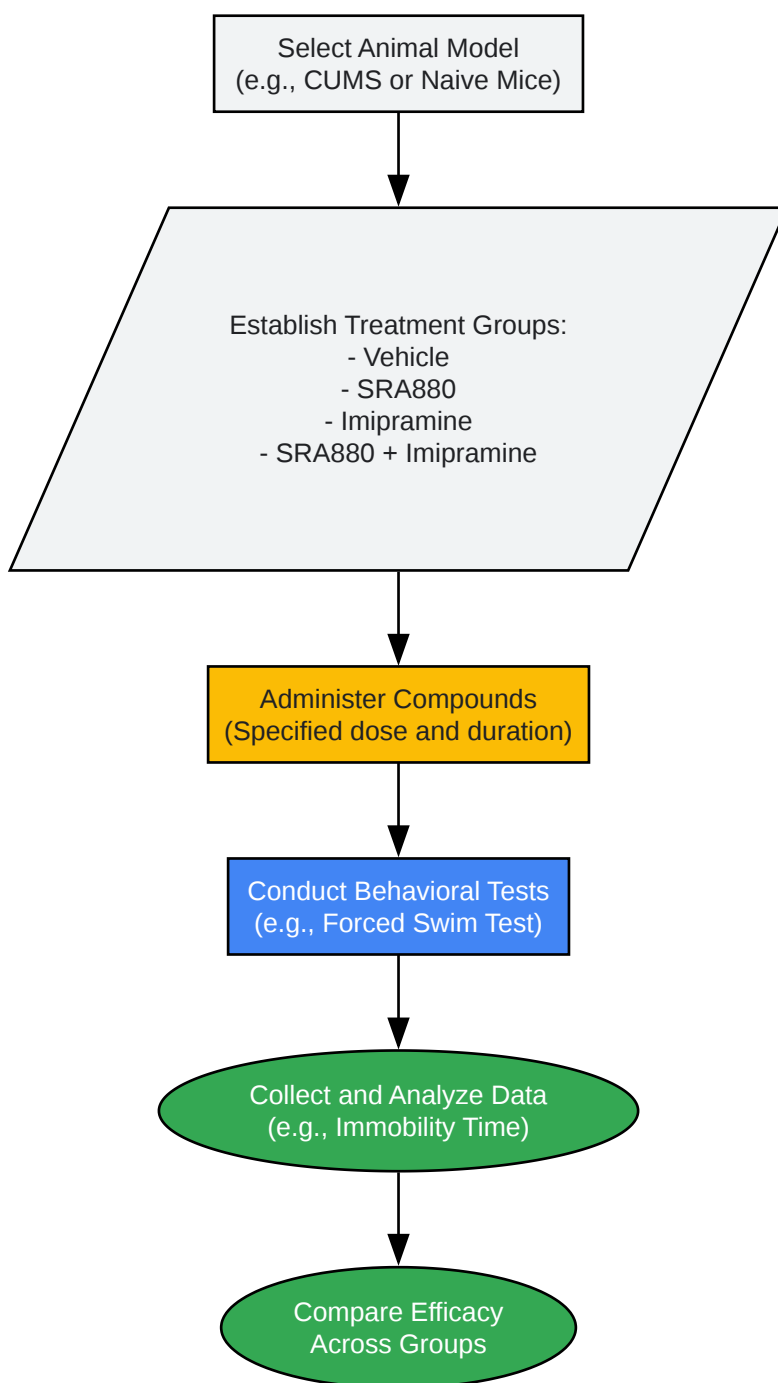 Select Animal Model
(e.g., CUMS or Naive Mice)
Establish Treatment Groups:
- Vehicle
- SRA880
- Imipramine
- SRA880 + Imipramine
Administer Compounds
(Specified dose and duration)
Conduct Behavioral Tests
(e.g., Forced Swim Test)
Collect and Analyze Data
(e.g., Immobility Time)
Compare Efficacy
Across Groups